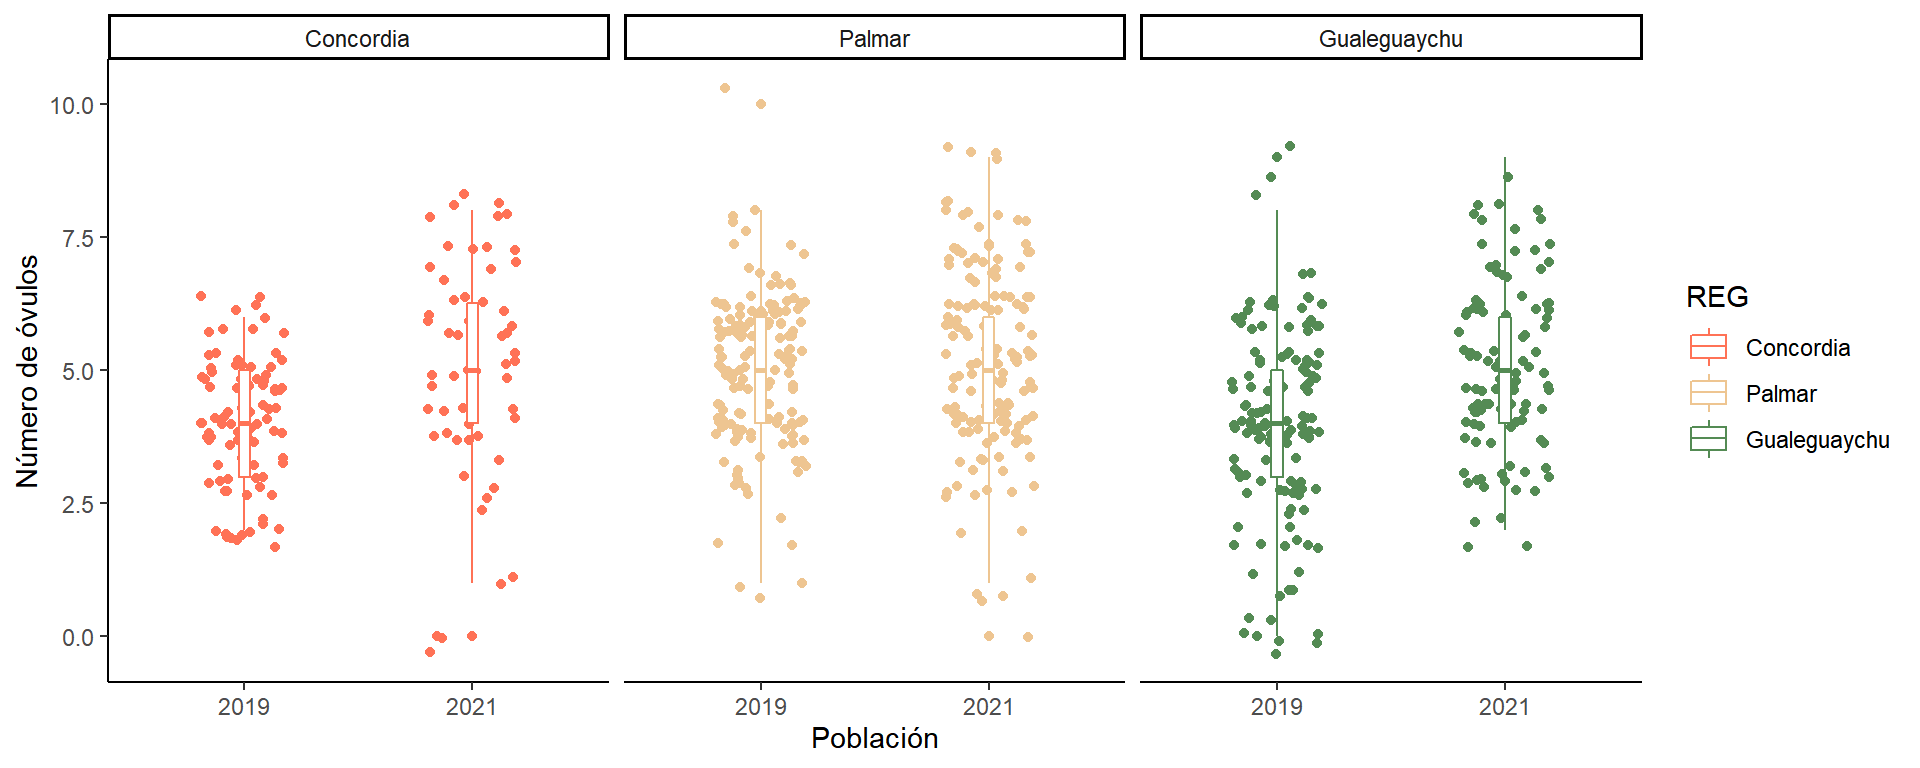 Concordia
Palmar
Gualeguaychu
Número de óvulos
10.0
7.5
5.0
2.5
0.0
2019
2021
2019
2021
2019
2021
Población
REG
Concordia
Palmar
Gualeguaychu